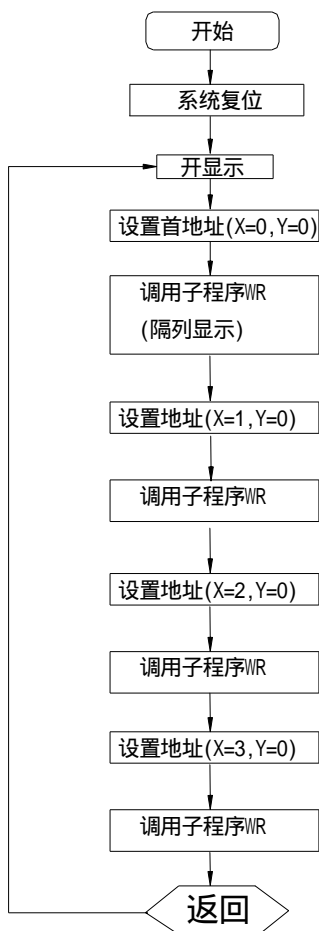 开始
系统复位
开显示
设置首地址(X=0,Y=0)
调用子程序WR
(隔列显示)
设置地址(X=1,Y=0)
调用子程序WR
设置地址(X=2,Y=0)
调用子程序WR
设置地址(X=3,Y=0)
调用子程序WR
返回